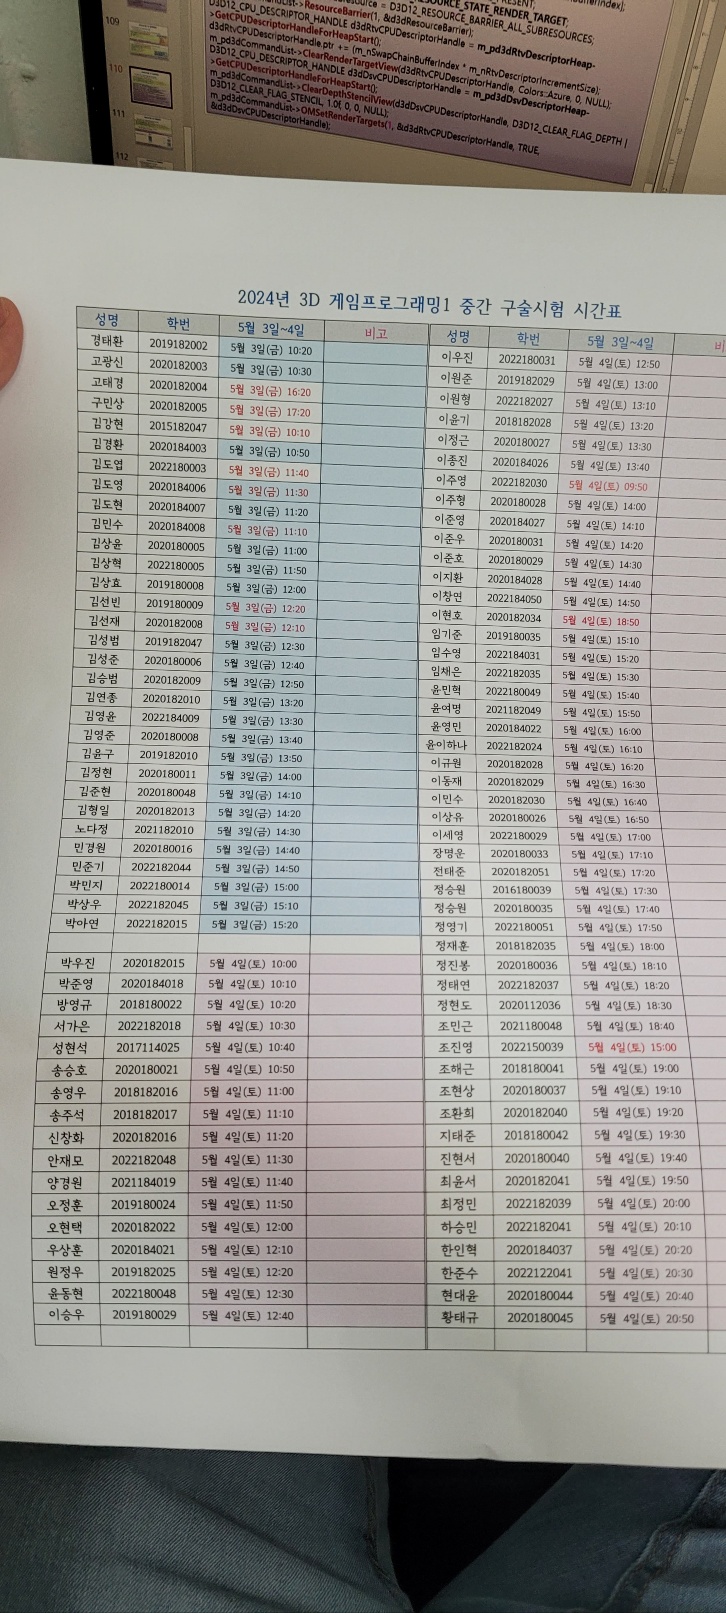 109
110
111
112
D3D12_RESOURCE_BARRIER_ALL_SUBRESOURCES;
m_pd3dCommandList->ResourceBarrier(1, &d3dResourceBarrier);
D3D12_CPU_DESCRIPTOR_HANDLE d3dRtvCPUDescriptorHandle = m_pd3dRtvDescriptorHeap-
>GetCPUDescriptorHandleForHeapStart();
d3dRtvCPUDescriptorHandle.ptr += (m_nSwapChainBufferIndex * m_nRtvDescriptorIncrementSize);
m_pd3dCommandList->ClearRenderTargetView(d3dRtvCPUDescriptorHandle, Colors::Azure, 0, NULL);
D3D12_CPU_DESCRIPTOR_HANDLE d3dDsvCPUDescriptorHandle = m_pd3dDsvDescriptorHeap-
>GetCPUDescriptorHandleForHeapStart();
m_pd3dCommandList->ClearDepthStencilView(d3dDsvCPUDescriptorHandle, D3D12_CLEAR_FLAG_DEPTH |
D3D12_CLEAR_FLAG_STENCIL, 1.0f, 0, 0, NULL);
m_pd3dCommandList->OMSetRenderTargets(1, &d3dRtvCPUDescriptorHandle, TRUE,
&d3dDsvCPUDescriptorHandle);
2024년 3D 게임프로그래밍1 중간 구술시험 시간표
성명 학번 5월 3일~4일 비고
경태환 2019182002 5월 3일(금) 10:20
고광신 2020182003 5월 3일(금) 10:30
고태경 2020182004 5월 3일(금) 16:20
구민상 2020182005 5월 3일(금) 17:20
김강현 2015182047 5월 3일(금) 10:10
김경환 2020184003 5월 3일(금) 10:50
김도엽 2022180003 5월 3일(금) 11:40
김도영 2020184006 5월 3일(금) 11:30
김도현 2020184007 5월 3일(금) 11:20
김민수 2020184008 5월 3일(금) 11:10
김상윤 2020180005 5월 3일(금) 11:00
김상혁 2022180005 5월 3일(금) 11:50
김상효 2019180008 5월 3일(금) 12:00
김선빈 2019180009 5월 3일(금) 12:20
김선재 2020182008 5월 3일(금) 12:10
김성범 2019182047 5월 3일(금) 12:30
김성준 2020180006 5월 3일(금) 12:40
김승범 2020182009 5월 3일(금) 12:50
김연종 2020182010 5월 3일(금) 13:20
김영윤 2022184009 5월 3일(금) 13:30
김영준 2020180008 5월 3일(금) 13:40
김윤구 2019182010 5월 3일(금) 13:50
김정현 2020180011 5월 3일(금) 14:00
김준현 2020180048 5월 3일(금) 14:10
김형일 2020182013 5월 3일(금) 14:20
노다정 2021182010 5월 3일(금) 14:30
민경원 2020180016 5월 3일(금) 14:40
민준기 2022182044 5월 3일(금) 14:50
박민지 2022180014 5월 3일(금) 15:00
박상우 2022182045 5월 3일(금) 15:10
박아연 2022182015 5월 3일(금) 15:20
박우진 2020182015 5월 4일(토) 10:00
박준영 2020184018 5월 4일(토) 10:10
방영규 2018180022 5월 4일(토) 10:20
서가은 2022182018 5월 4일(토) 10:30
성현석 2017114025 5월 4일(토) 10:40
송승호 2020180021 5월 4일(토) 10:50
송영우 2018182016 5월 4일(토) 11:00
송주석 2018182017 5월 4일(토) 11:10
신창화 2020182016 5월 4일(토) 11:20
안재모 2022182048 5월 4일(토) 11:30
양경원 2021184019 5월 4일(토) 11:40
오정훈 2019180024 5월 4일(토) 11:50
오현택 2020182022 5월 4일(토) 12:00
우상훈 2020184021 5월 4일(토) 12:10
원정우 2019182025 5월 4일(토) 12:20
윤동현 2022180048 5월 4일(토) 12:30
이승우 2019180029 5월 4일(토) 12:40
성명 학번 5월 3일~4일 비
이우진 2022180031 5월 4일(토) 12:50
이원준 2019182029 5월 4일(토) 13:00
이원형 2022182027 5월 4일(토) 13:10
이윤기 2018182028 5월 4일(토) 13:20
이정근 2020180027 5월 4일(토) 13:30
이종진 2020184026 5월 4일(토) 13:40
이주영 2022182030 5월 4일(토) 09:50
이주형 2020180028 5월 4일(토) 14:00
이준영 2020184027 5월 4일(토) 14:10
이준우 2020180031 5월 4일(토) 14:20
이준호 2020180029 5월 4일(토) 14:30
이지환 2020184028 5월 4일(토) 14:40
이창연 2022184050 5월 4일(토) 14:50
이현호 2020182034 5월 4일(토) 18:50
임기준 2019180035 5월 4일(토) 15:10
임수영 2022184031 5월 4일(토) 15:20
임채은 2022182035 5월 4일(토) 15:30
윤민혁 2022180049 5월 4일(토) 15:40
윤여명 2021182049 5월 4일(토) 15:50
윤영민 2020184022 5월 4일(토) 16:00
윤이하나 2022182024 5월 4일(토) 16:10
이규원 2020182028 5월 4일(토) 16:20
이동재 2020182029 5월 4일(토) 16:30
이민수 2020182030 5월 4일(토) 16:40
이상유 2020180026 5월 4일(토) 16:50
이세영 2022180029 5월 4일(토) 17:00
장명운 2020180033 5월 4일(토) 17:10
전태준 2020182051 5월 4일(토) 17:20
정승원 2016180039 5월 4일(토) 17:30
정승원 2020180035 5월 4일(토) 17:40
정영기 2022180051 5월 4일(토) 17:50
정재훈 2018182035 5월 4일(토) 18:00
정진봉 2020180036 5월 4일(토) 18:10
정태연 2022182037 5월 4일(토) 18:20
정현도 2020112036 5월 4일(토) 18:30
조민근 2021180048 5월 4일(토) 18:40
조진영 2022150039 5월 4일(토) 15:00
조해근 2018180041 5월 4일(토) 19:00
조현상 2020180037 5월 4일(토) 19:10
조환희 2020182040 5월 4일(토) 19:20
지태준 2018180042 5월 4일(토) 19:30
진현서 2020180040 5월 4일(토) 19:40
최윤서 2020182041 5월 4일(토) 19:50
최정민 2022182039 5월 4일(토) 20:00
하승민 2022182041 5월 4일(토) 20:10
한인혁 2020184037 5월 4일(토) 20:20
한준수 2022122041 5월 4일(토) 20:30
현대윤 2020180044 5월 4일(토) 20:40
황태규 2020180045 5월 4일(토) 20:50